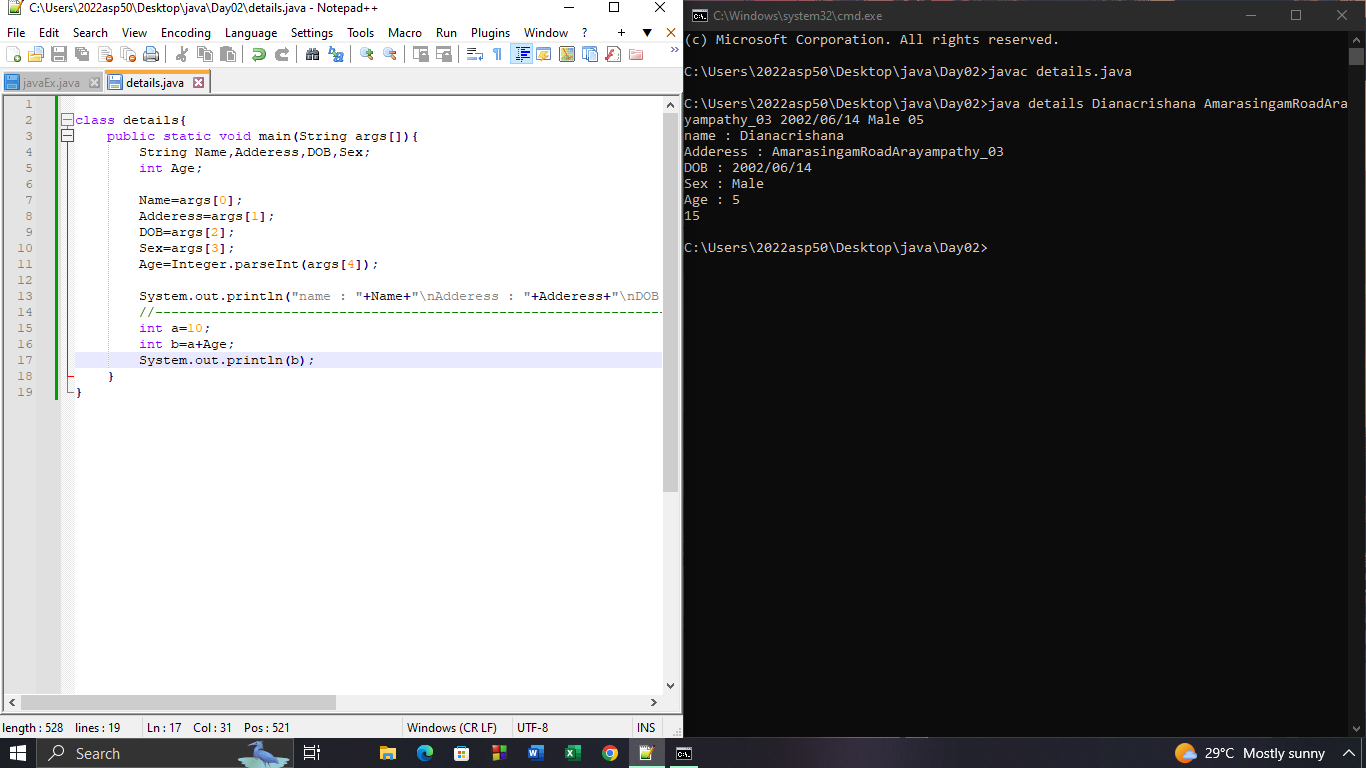 C:\Users\2022asp50\Desktop\java\Day02\details.java - Notepad++
File Edit Search View Encoding Language Settings Tools Macro Run Plugins Window ? + ▼ X
javaEx.java details.java
1
2 class details{
3 public static void main(String args[]){
4 String Name,Adderess,DOB,Sex;
5 int Age;
6
7 Name=args[0];
8 Adderess=args[1];
9 DOB=args[2];
10 Sex=args[3];
11 Age=Integer.parseInt(args[4]);
12
13 System.out.println("name : "+Name+"\nAdderess : "+Adderess+"\nDOB
14 //----------------------------------------------------------------
15 int a=10;
16 int b=a+Age;
17 System.out.println(b);
18 }
19 }
length : 528 lines : 19 Ln : 17 Col : 31 Pos : 521 Windows (CR LF) UTF-8 INS
C:\Windows\system32\cmd.exe
(c) Microsoft Corporation. All rights reserved.
C:\Users\2022asp50\Desktop\java\Day02>javac details.java
C:\Users\2022asp50\Desktop\java\Day02>java details Dianacrishana AmarasingamRoadAra
yampathy_03 2002/06/14 Male 05
name : Dianacrishana
Adderess : AmarasingamRoadArayampathy_03
DOB : 2002/06/14
Sex : Male
Age : 5
15
C:\Users\2022asp50\Desktop\java\Day02>
Search
29°C Mostly sunny